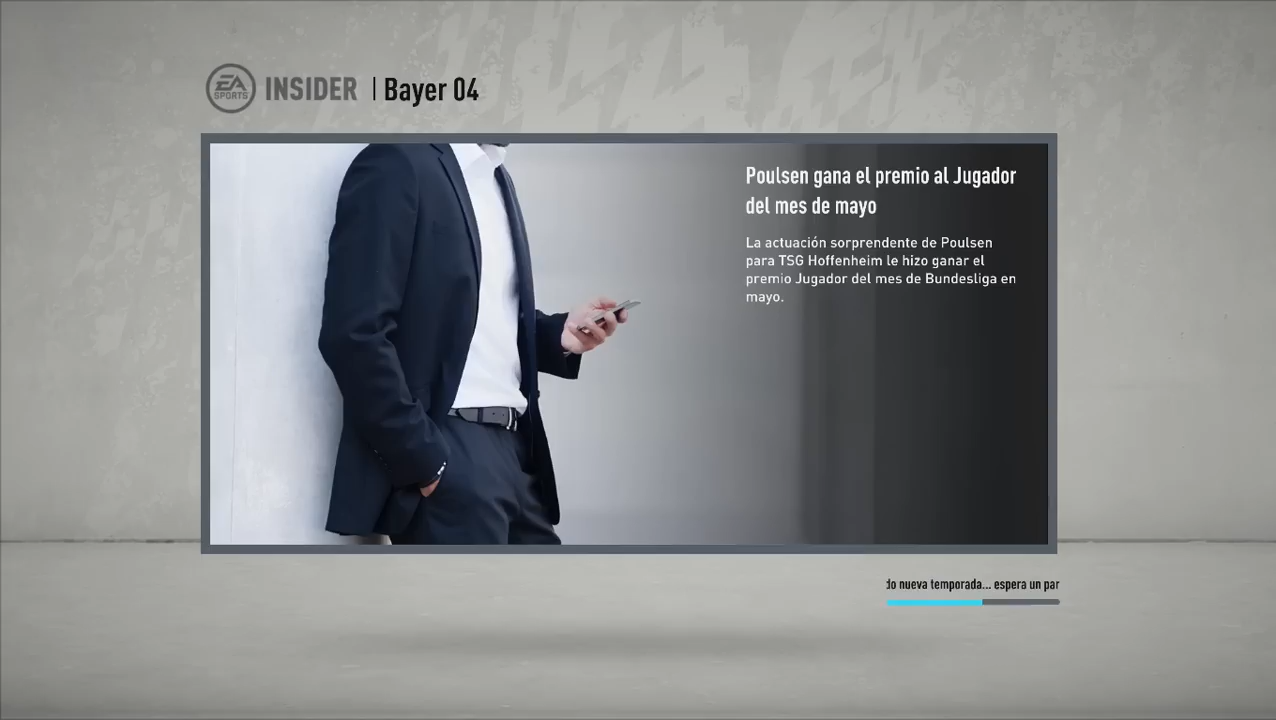 EA SPORTS INSIDER | Bayer 04
Poulsen gana el premio al Jugador
del mes de mayo
La actuación sorprendente de Poulsen
para TSG Hoffenheim le hizo ganar el
premio Jugador del mes de Bundesliga en
mayo.
do nueva temporada... espera un par